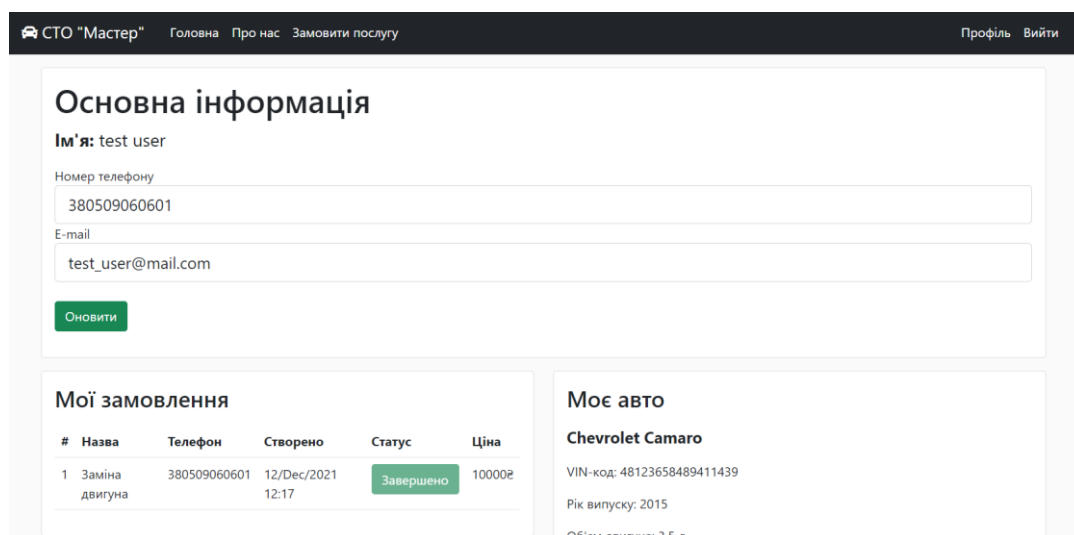 СТО "Мастер" Головна Про нас Замовити послугу Профіль Вийти
Основна інформація
Ім'я: test user
Номер телефону
380509060601
E-mail
test_user@mail.com
Оновити
Мої замовлення
# Назва Телефон Створено Статус Ціна
1 Заміна 380509060601 12/Dec/2021 Завершено 10000₴
двигуна 12:17
Моє авто
Chevrolet Camaro
VIN-код: 48123658489411439
Рік випуску: 2015